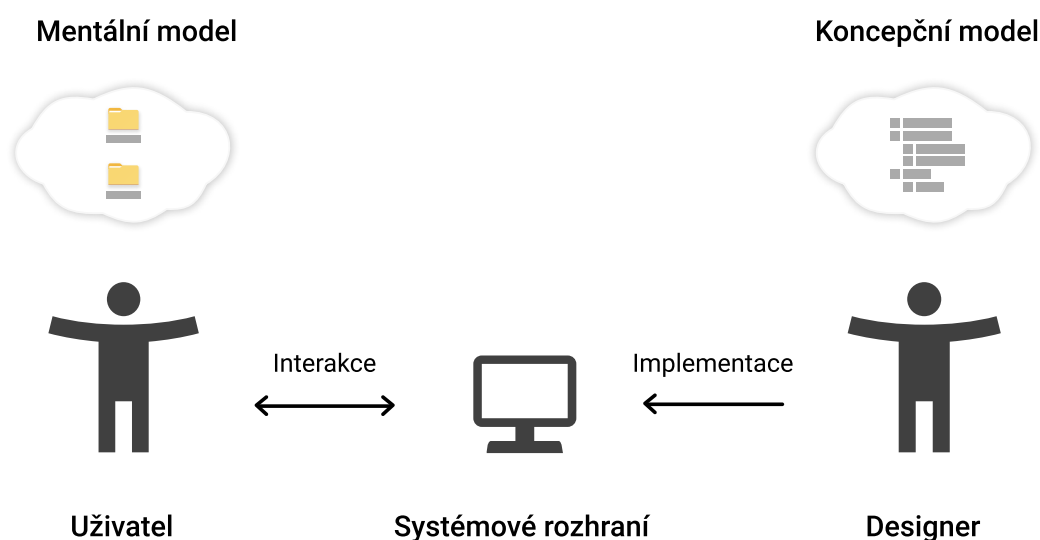 Mentální model
Koncepční model
Interakce
Implementace
Uživatel
Systémové rozhraní
Designer